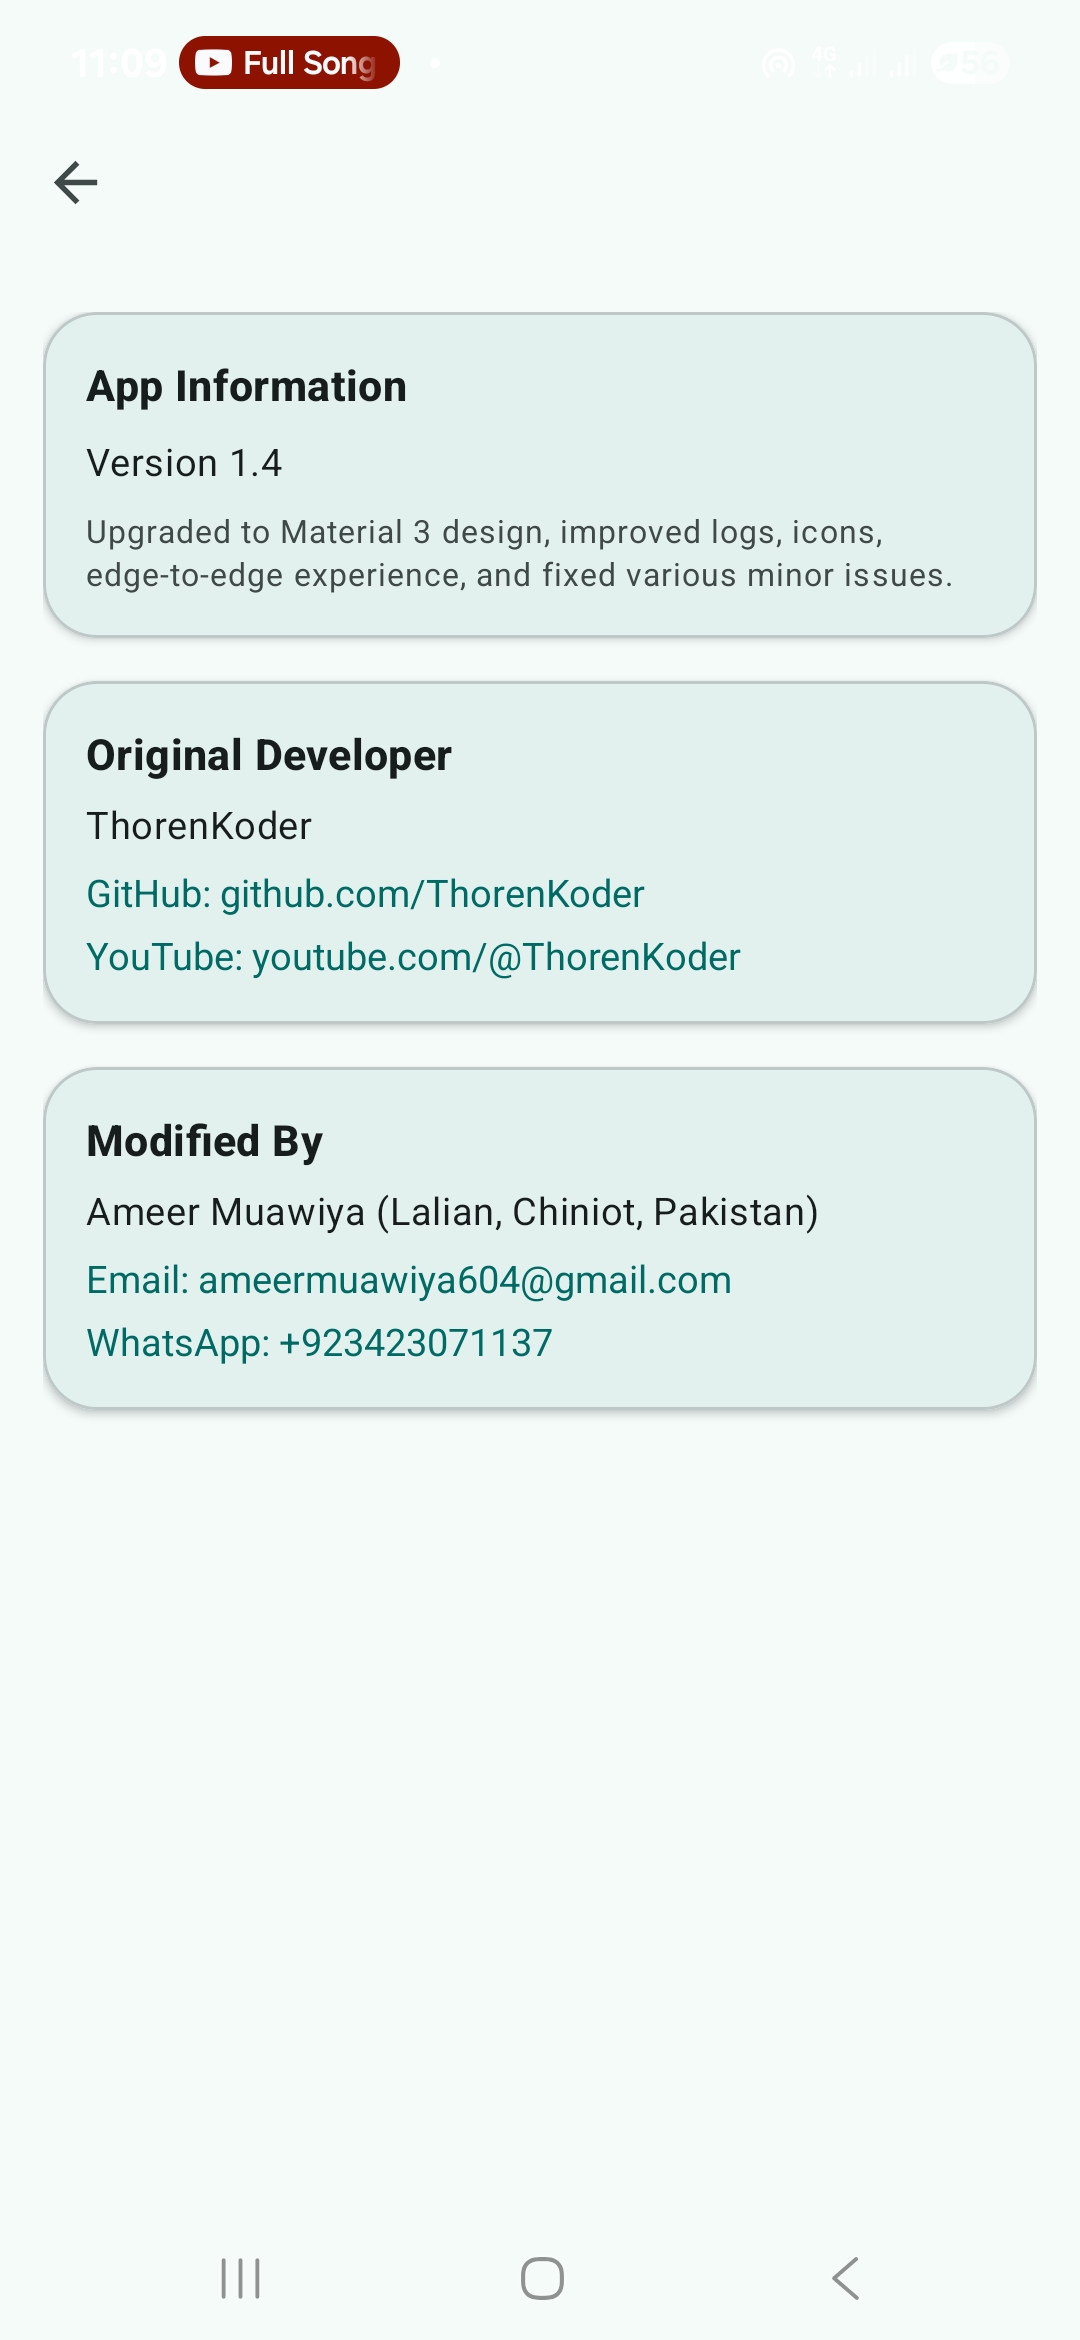 11:09 Full Song 4G 56
App Information
Version 1.4
Upgraded to Material 3 design, improved logs, icons,
edge-to-edge experience, and fixed various minor issues.
Original Developer
ThorenKoder
GitHub: github.com/ThorenKoder
YouTube: youtube.com/@ThorenKoder
Modified By
Ameer Muawiya (Lalian, Chiniot, Pakistan)
Email: ameermuawiya604@gmail.com
WhatsApp: +923423071137